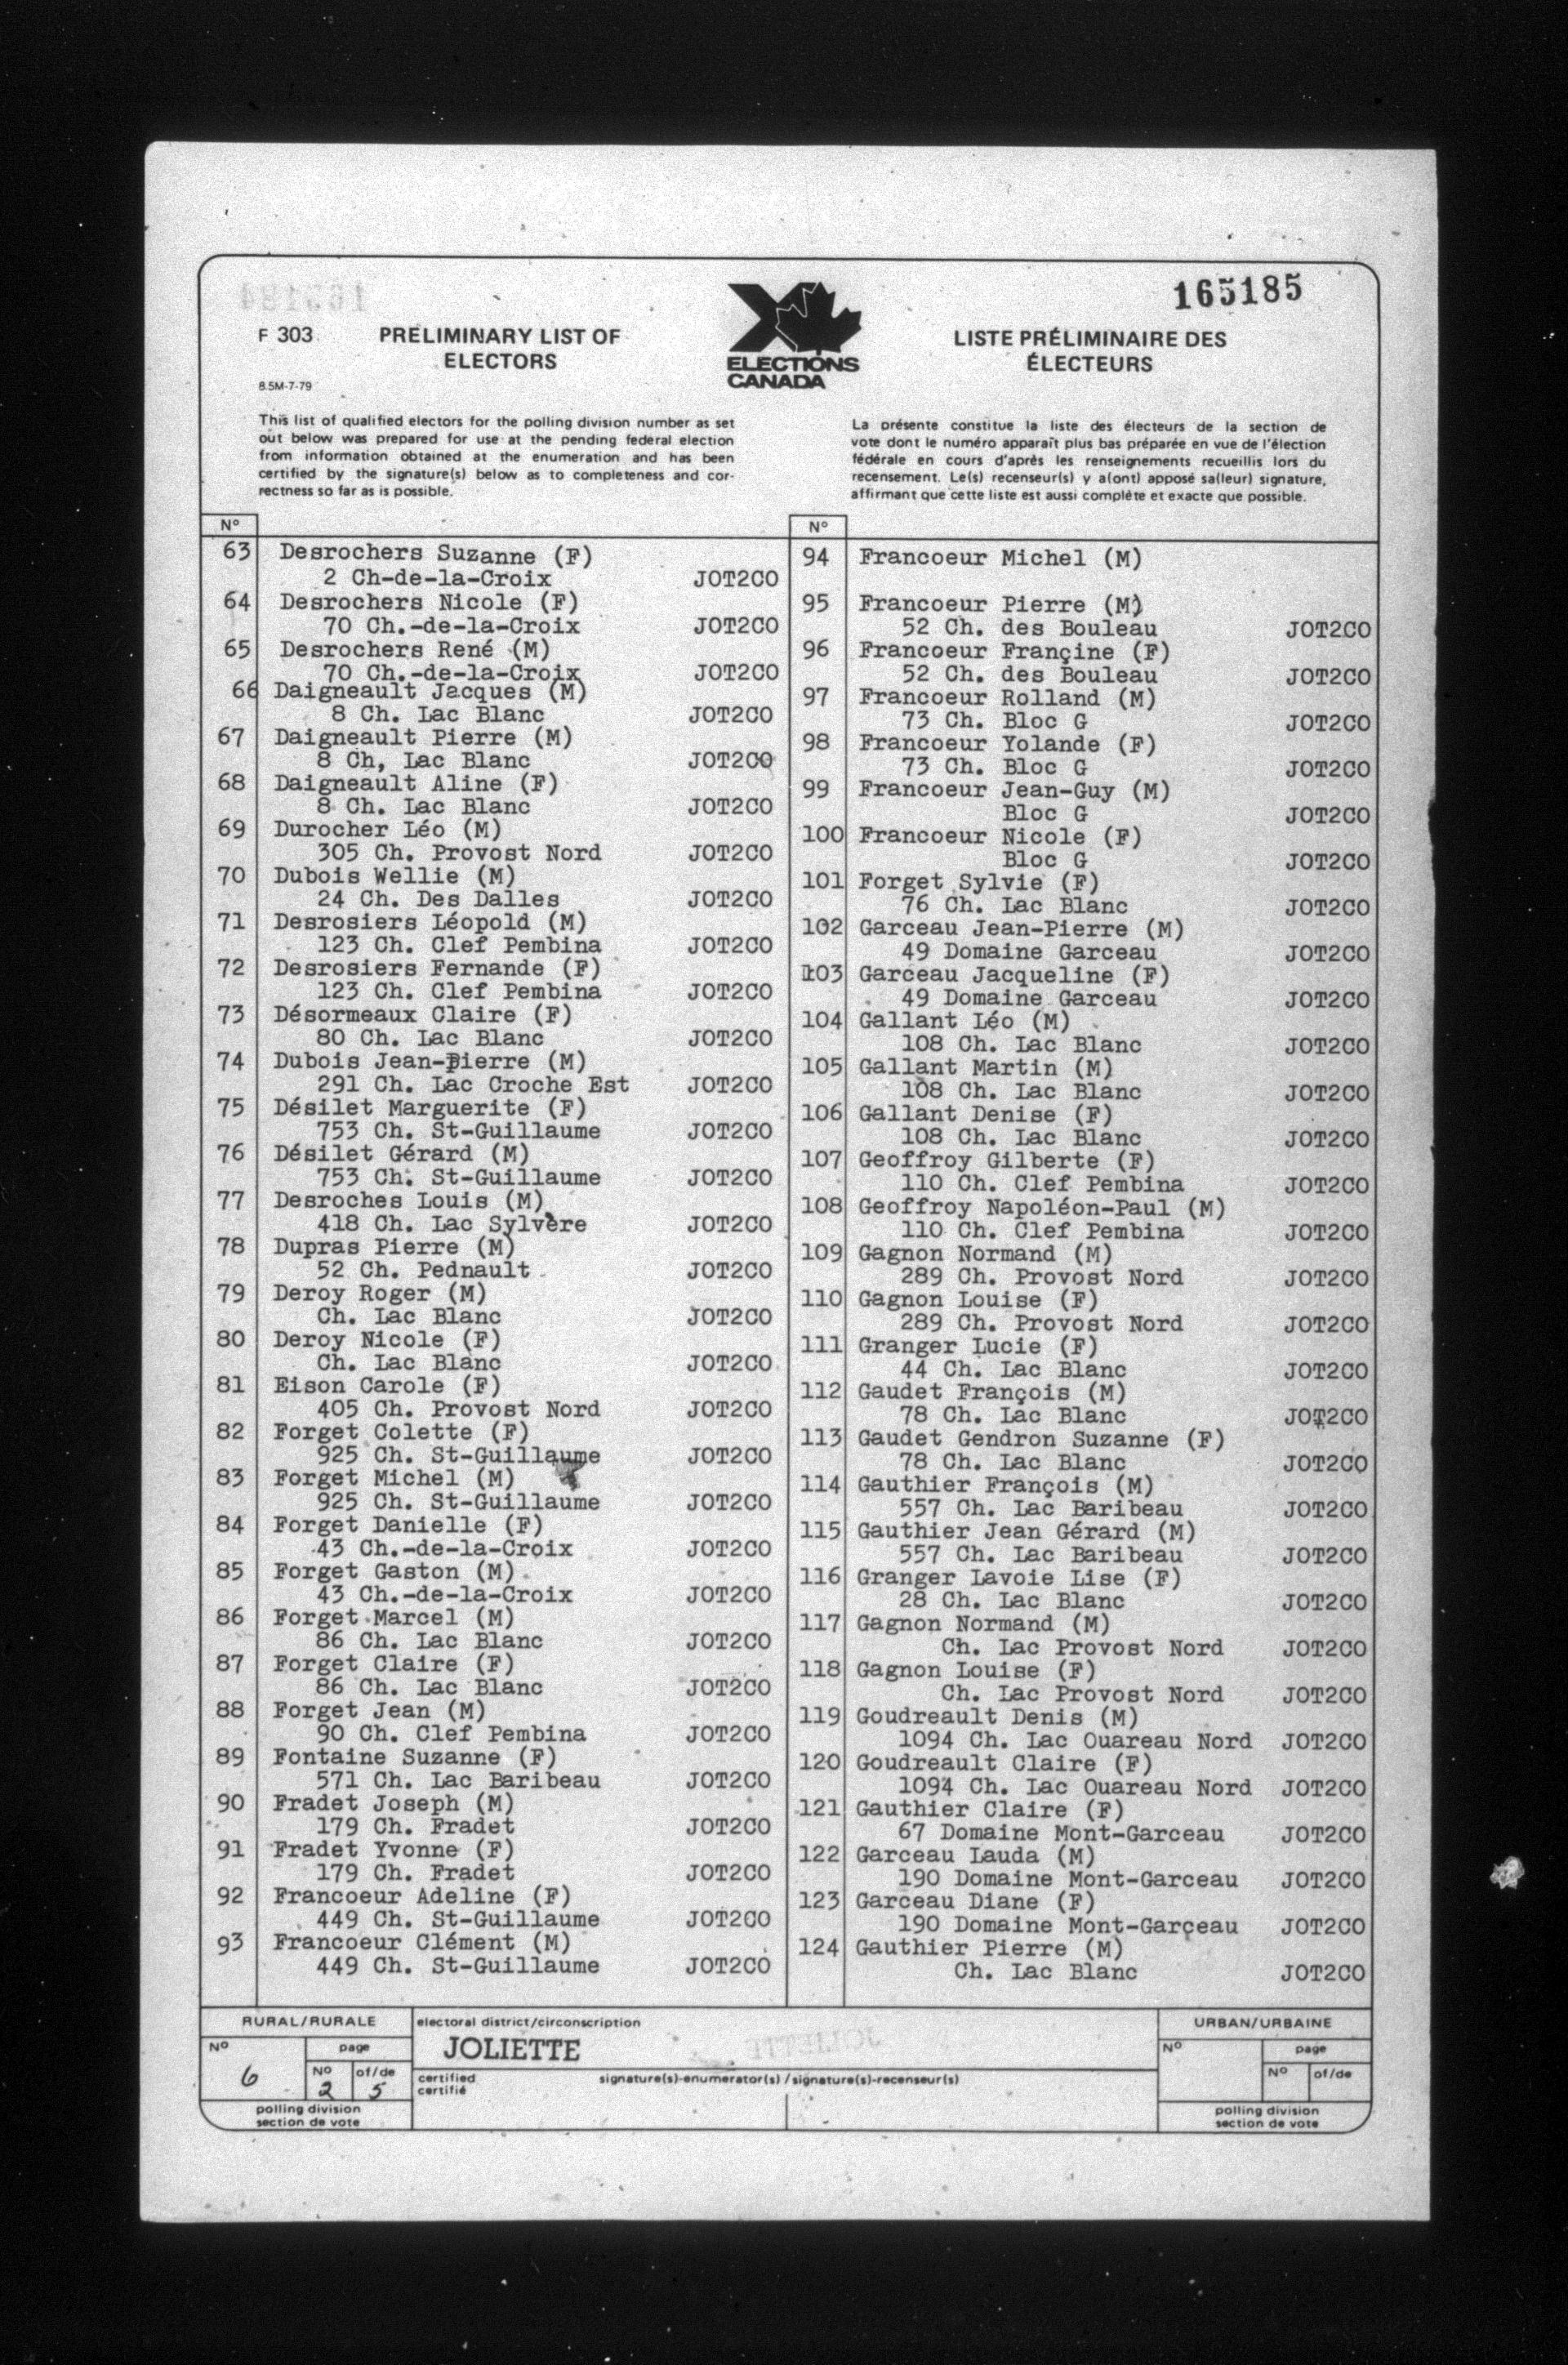 165185
F 303
PRELIMINARY LIST OF
ELECTORS
8.5M-7-79
ELECTIONS
CANADA
LISTE PRÉLIMINAIRE DES
ÉLECTEURS
This list of qualified electors for the polling division number as set
out below was prepared for use at the pending federal election
from information obtained at the enumeration and has been
certified by the signature(s) below as to completeness and cor-
rectness so far as is possible.
La présente constitue la liste des électeurs de la section de
vote dont le numéro apparaît plus bas préparée en vue de l'élection
fédérale en cours d'après les renseignements recueillis lors du
recensement. Le(s) recenseur(s) y a(ont) apposé sa(leur) signature,
affirmant que cette liste est aussi complète et exacte que possible.
Nº
63 Desrochers Suzanne (F)
2 Ch-de-la-Croix JOT2CO
64 Desrochers Nicole (F)
70 Ch.-de-la-Croix JOT2CO
65 Desrochers René (M)
70 Ch.-de-la-Croix JOT2CO
66 Daigneault Jacques (M)
8 Ch. Lac Blanc JOT2CO
67 Daigneault Pierre (M)
8 Ch, Lac Blanc JOT2CO
68 Daigneault Aline (F)
8 Ch. Lac Blanc JOT2CO
69 Durocher Léo (M)
305 Ch. Provost Nord JOT2CO
70 Dubois Wellie (M)
24 Ch. Des Dalles JOT2CO
71 Desrosiers Léopold (M)
123 Ch. Clef Pembina JOT2CO
72 Desrosiers Fernande (F)
123 Ch. Clef Pembina JOT2CO
73 Désormeaux Claire (F)
80 Ch. Lac Blanc JOT2CO
74 Dubois Jean-Pierre (M)
291 Ch. Lac Croche Est JOT2CO
75 Désilet Marguerite (F)
753 Ch. St-Guillaume JOT2CO
76 Désilet Gérard (M)
753 Ch. St-Guillaume JOT2CO
77 Desroches Louis (M)
418 Ch. Lac Sylvère JOT2CO
78 Dupras Pierre (M)
52 Ch. Pednault JOT2CO
79 Deroy Roger (M)
Ch. Lac Blanc JOT2CO
80 Deroy Nicole (F)
Ch. Lac Blanc JOT2CO
81 Eison Carole (F)
405 Ch. Provost Nord JOT2CO
82 Forget Colette (F)
925 Ch. St-Guillaume JOT2CO
83 Forget Michel (M)
925 Ch. St-Guillaume JOT2CO
84 Forget Danielle (F)
43 Ch.-de-la-Croix JOT2CO
85 Forget Gaston (M)
43 Ch.-de-la-Croix JOT2CO
86 Forget Marcel (M)
86 Ch. Lac Blanc JOT2CO
87 Forget Claire (F)
86 Ch. Lac Blanc JOT2CO
88 Forget Jean (M)
90 Ch. Clef Pembina JOT2CO
89 Fontaine Suzanne (F)
571 Ch. Lac Baribeau JOT2CO
90 Fradet Joseph (M)
179 Ch. Fradet JOT2CO
91 Fradet Yvonne (F)
179 Ch. Fradet JOT2CO
92 Francoeur Adeline (F)
449 Ch. St-Guillaume JOT2CO
93 Francoeur Clément (M)
449 Ch. St-Guillaume JOT2CO
Nº
94 Francoeur Michel (M)
95 Francoeur Pierre (M)
52 Ch. des Bouleau JOT2CO
96 Francoeur Françine (F)
52 Ch. des Bouleau JOT2CO
97 Francoeur Rolland (M)
73 Ch. Bloc G JOT2CO
98 Francoeur Yolande (F)
73 Ch. Bloc G JOT2CO
99 Francoeur Jean-Guy (M)
Bloc G JOT2CO
100 Francoeur Nicole (F)
Bloc G JOT2CO
101 Forget Sylvie (F)
76 Ch. Lac Blanc JOT2CO
102 Garceau Jean-Pierre (M)
49 Domaine Garceau JOT2CO
103 Garceau Jacqueline (F)
49 Domaine Garceau JOT2CO
104 Gallant Léo (M)
108 Ch. Lac Blanc JOT2CO
105 Gallant Martin (M)
108 Ch. Lac Blanc JOT2CO
106 Gallant Denise (F)
108 Ch. Lac Blanc JOT2CO
107 Geoffroy Gilberte (F)
110 Ch. Clef Pembina JOT2CO
108 Geoffroy Napoléon-Paul (M)
110 Ch. Clef Pembina JOT2CO
109 Gagnon Normand (M)
289 Ch. Provost Nord JOT2CO
110 Gagnon Louise (F)
289 Ch. Provost Nord JOT2CO
111 Granger Lucie (F)
44 Ch. Lac Blanc JOT2CO
112 Gaudet François (M)
78 Ch. Lac Blanc JOT2CO
113 Gaudet Gendron Suzanne (F)
78 Ch. Lac Blanc JOT2CO
114 Gauthier François (M)
557 Ch. Lac Baribeau JOT2CO
115 Gauthier Jean Gérard (M)
557 Ch. Lac Baribeau JOT2CO
116 Granger Lavoie Lise (F)
28 Ch. Lac Blanc JOT2CO
117 Gagnon Normand (M)
Ch. Lac Provost Nord JOT2CO
118 Gagnon Louise (F)
Ch. Lac Provost Nord JOT2CO
119 Goudreault Denis (M)
1094 Ch. Lac Ouareau Nord JOT2CO
120 Goudreault Claire (F)
1094 Ch. Lac Ouareau Nord JOT2CO
121 Gauthier Claire (F)
67 Domaine Mont-Garceau JOT2CO
122 Garceau Lauda (M)
190 Domaine Mont-Garceau JOT2CO
123 Garceau Diane (F)
190 Domaine Mont-Garceau JOT2CO
124 Gauthier Pierre (M)
Ch. Lac Blanc JOT2CO
RURAL/RURALE
Nº page
6 Nº of/de
2 5
polling division
section de vote
electoral district/circonscription
JOLIETTE
certified signature(s)-enumerator(s) / signature(s)-recenseur(s)
certifié
URBAN/URBAINE
Nº page
Nº of/de
polling division
section de vote